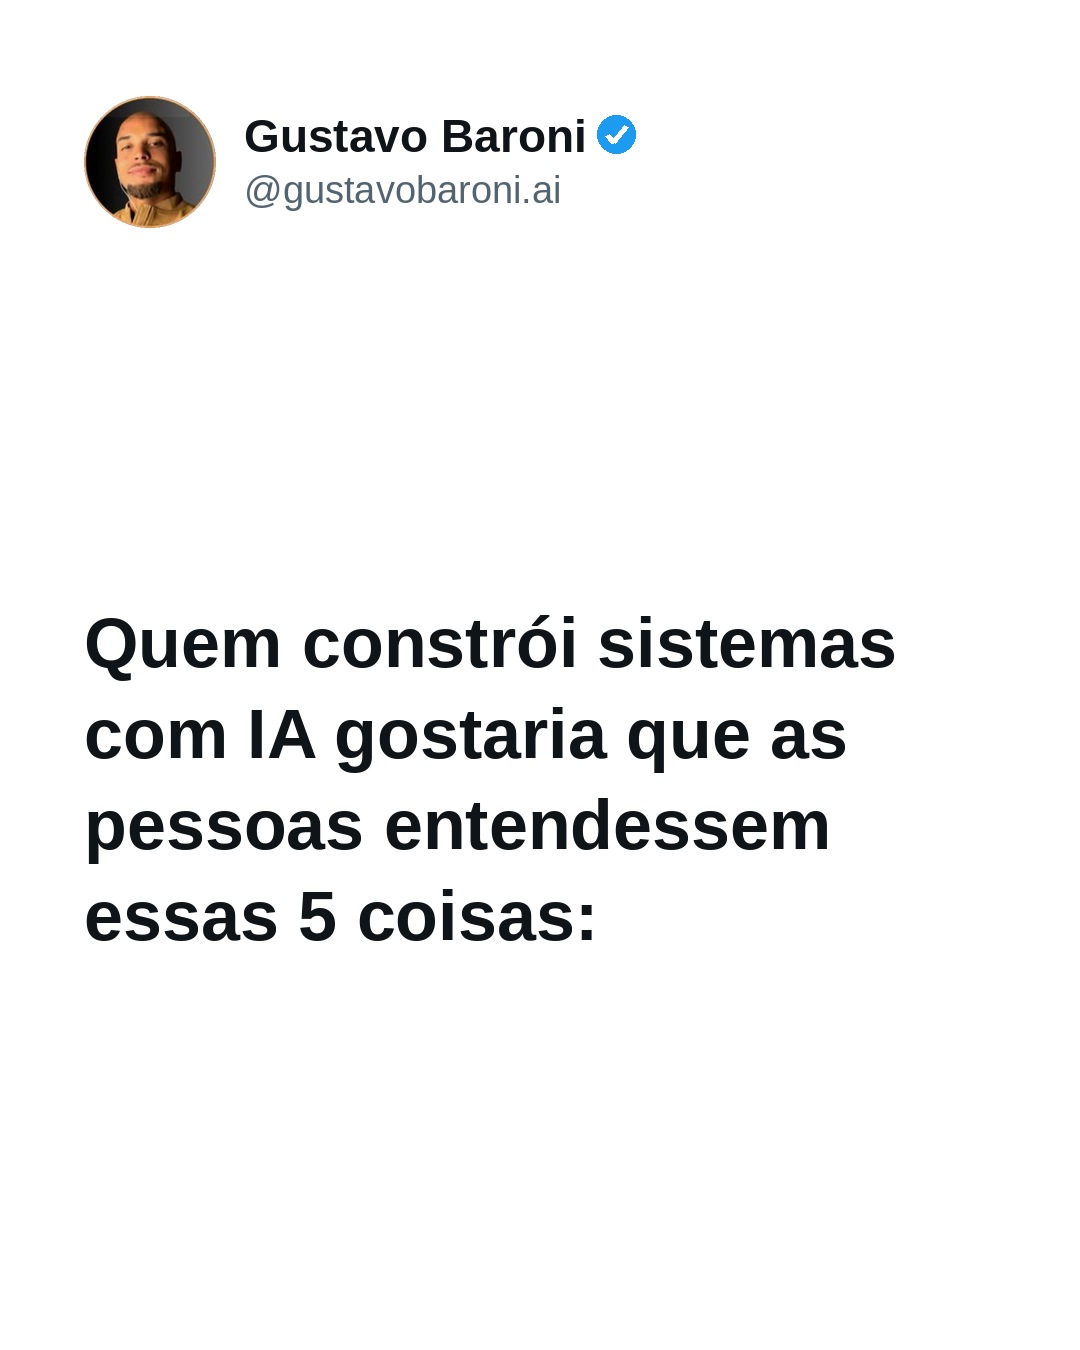 Gustavo Baroni
@gustavobaroni.ai
Quem constrói sistemas
com IA gostaria que as
pessoas entendessem
essas 5 coisas: